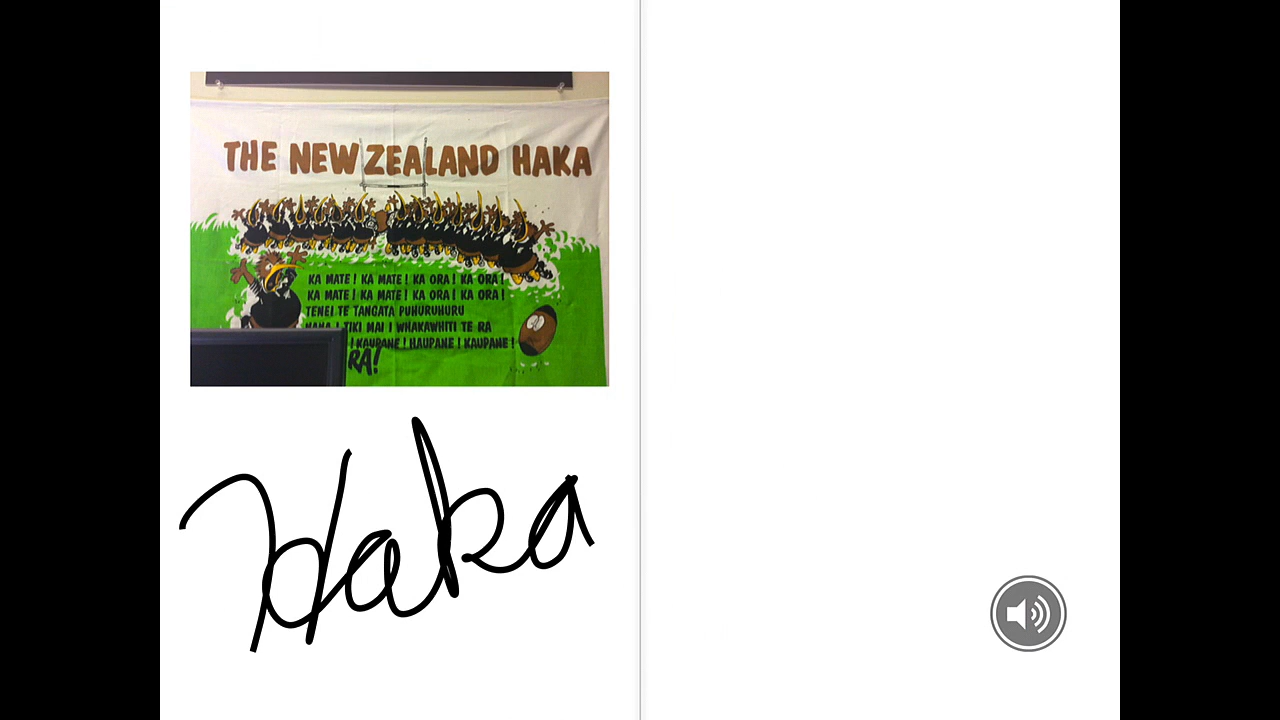 THE NEW ZEALAND HAKA
KA MATE! KA MATE! KA ORA! KA ORA!
KA MATE! KA MATE! KA ORA! KA ORA!
TENEI TE TANGATA PUHURUHURU
NANA I TIKI MAI I WHAKAWHITI TE RA
! KAUPANE! HAUPANE! KAUPANE!
RA!
Haka